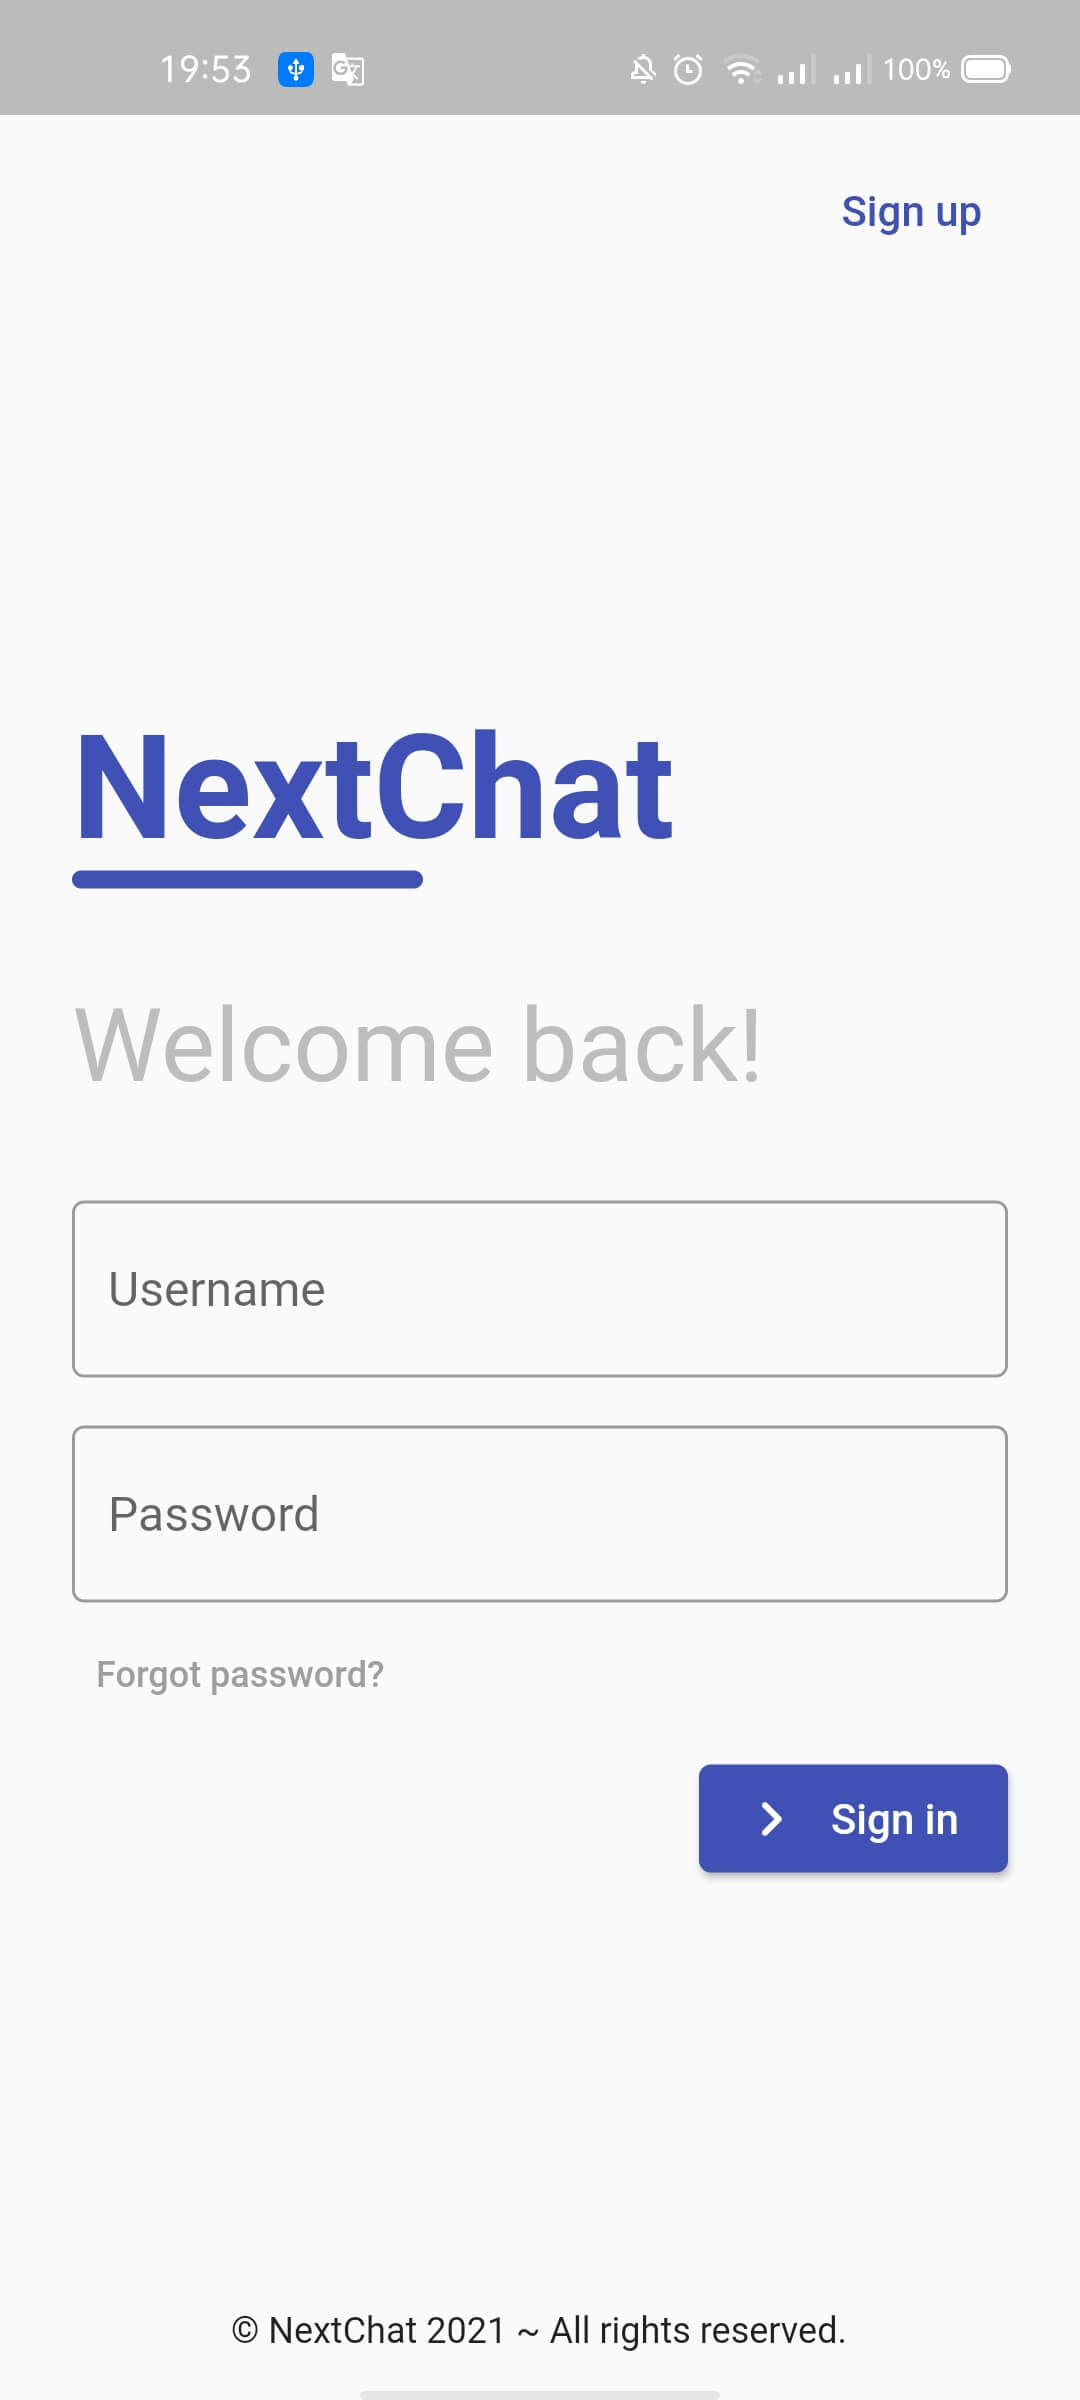 19:53 100%
Sign up
NextChat
Welcome back!
Username
Password
Forgot password?
Sign in
© NextChat 2021 ~ All rights reserved.